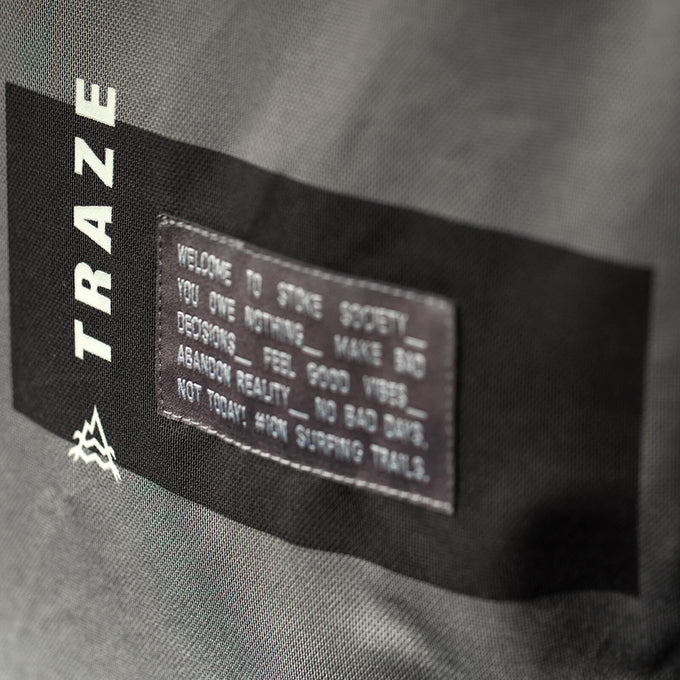 TRAZE
WELCOME TO STOKE SOCIETY_
YOU OWE NOTHING_ MAKE BAD
DECISIONS_ FEEL GOOD VIBES_
ABANDON REALITY_ NO BAD DAYS,
NOT TODAY! #ION SURFING TRAILS.